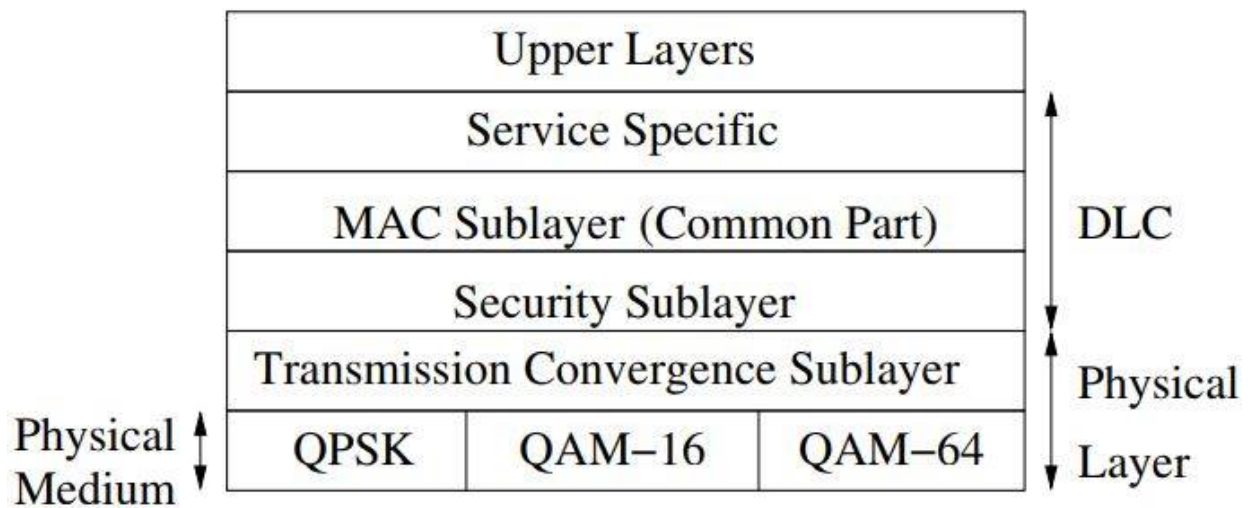 Upper Layers
Service Specific
MAC Sublayer (Common Part)
DLC
Security Sublayer
Transmission Convergence Sublayer
Physical
Layer
Physical
Medium
QPSK
QAM−16
QAM−64